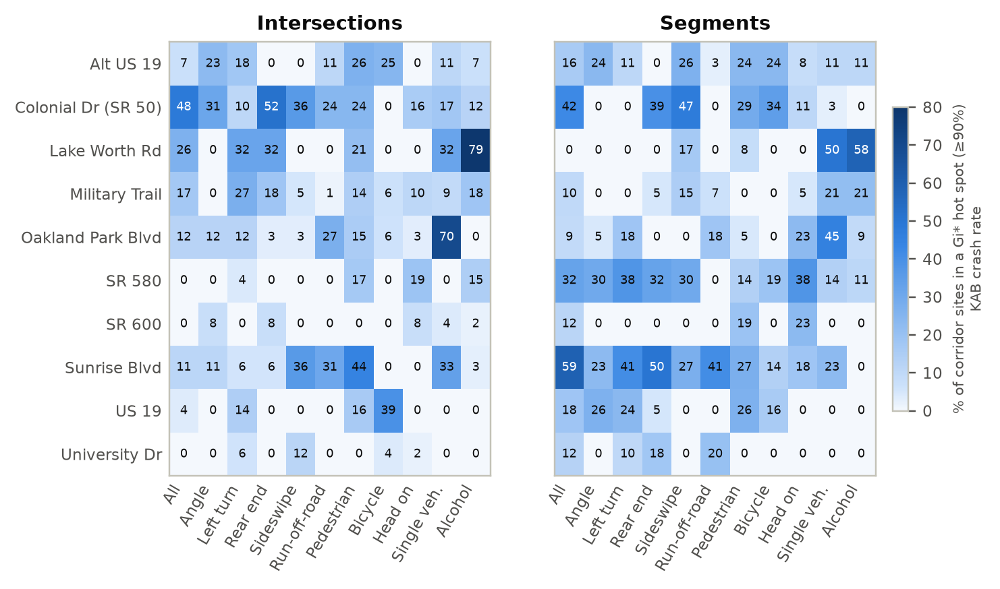 Intersections
Segments
Alt US 19 7 23 18 0 0 11 26 25 0 11 7 16 24 11 0 26 3 24 24 8 11 11
Colonial Dr (SR 50) 48 31 10 52 36 24 24 0 16 17 12 42 0 0 39 47 0 29 34 11 3 0
Lake Worth Rd 26 0 32 32 0 0 21 0 0 32 79 0 0 0 0 17 0 8 0 0 50 58
Military Trail 17 0 27 18 5 1 14 6 10 9 18 10 0 0 5 15 7 0 0 5 21 21
Oakland Park Blvd 12 12 12 3 3 27 15 6 3 70 0 9 5 18 0 0 18 5 0 23 45 9
SR 580 0 0 4 0 0 0 17 0 19 0 15 32 30 38 32 30 0 14 19 38 14 11
SR 600 0 8 0 8 0 0 0 0 8 4 2 12 0 0 0 0 0 19 0 23 0 0
Sunrise Blvd 11 11 6 6 36 31 44 0 0 33 3 59 23 41 50 27 41 27 14 18 23 0
US 19 4 0 14 0 0 0 16 39 0 0 0 18 26 24 5 0 0 26 16 0 0 0
University Dr 0 0 6 0 12 0 0 4 2 0 0 12 0 10 18 0 20 0 0 0 0 0
All Angle Left turn Rear end Sideswipe Run-off-road Pedestrian Bicycle Head on Single veh. Alcohol
All Angle Left turn Rear end Sideswipe Run-off-road Pedestrian Bicycle Head on Single veh. Alcohol
80
70
60
50
40
30
20
10
0
% of corridor sites in a Gi* hot spot (≥90%)
KAB crash rate